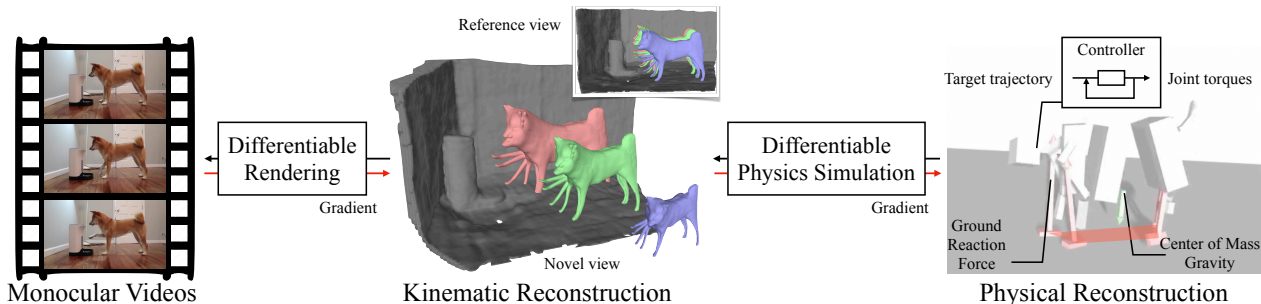 Reference view
Controller
Target trajectory
Joint torques
Differentiable
Rendering
Gradient
Differentiable
Physics Simulation
Gradient
Novel view
Ground
Reaction
Force
Center of Mass
Gravity
Monocular Videos
Kinematic Reconstruction
Physical Reconstruction